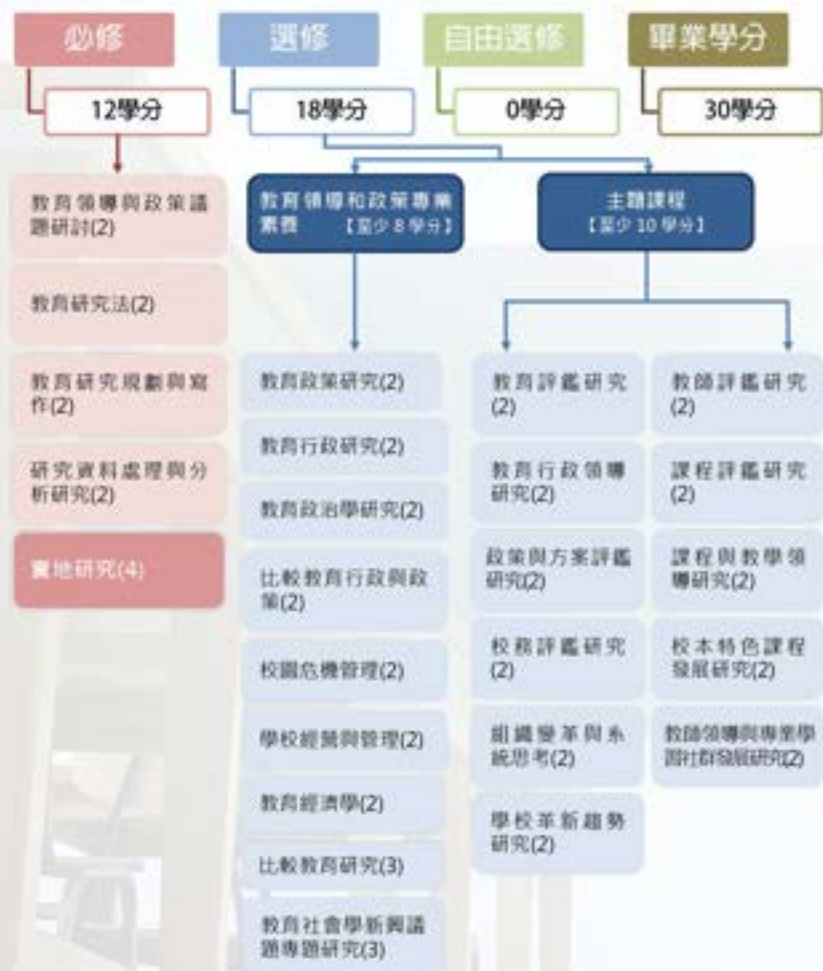 必修
選修
自由選修
畢業學分
12學分
18學分
0學分
30學分
教育領導與政策議
題研討(2)
教育研究法(2)
教育研究規劃與寫
作(2)
研究資料處理與分
析研究(2)
實地研究(4)
教育領導和政策專業
素養 【至少 8 學分】
教育政策研究(2)
教育行政研究(2)
教育政治學研究(2)
比較教育行政與政
策(2)
校園危機管理(2)
學校經營與管理(2)
教育經濟學(2)
比較教育研究(3)
教育社會學新興議
題專題研究(3)
主題課程
【至少 10 學分】
教育評鑑研究
(2)
教育行政領導
研究(2)
政策與方案評鑑
研究(2)
校務評鑑研究
(2)
組織變革與系
統思考(2)
學校革新趨勢
研究(2)
教師評鑑研究
(2)
課程評鑑研究
(2)
課程與教學領
導研究(2)
校本特色課程
發展研究(2)
教師領導與專業學
習社群發展研究(2)